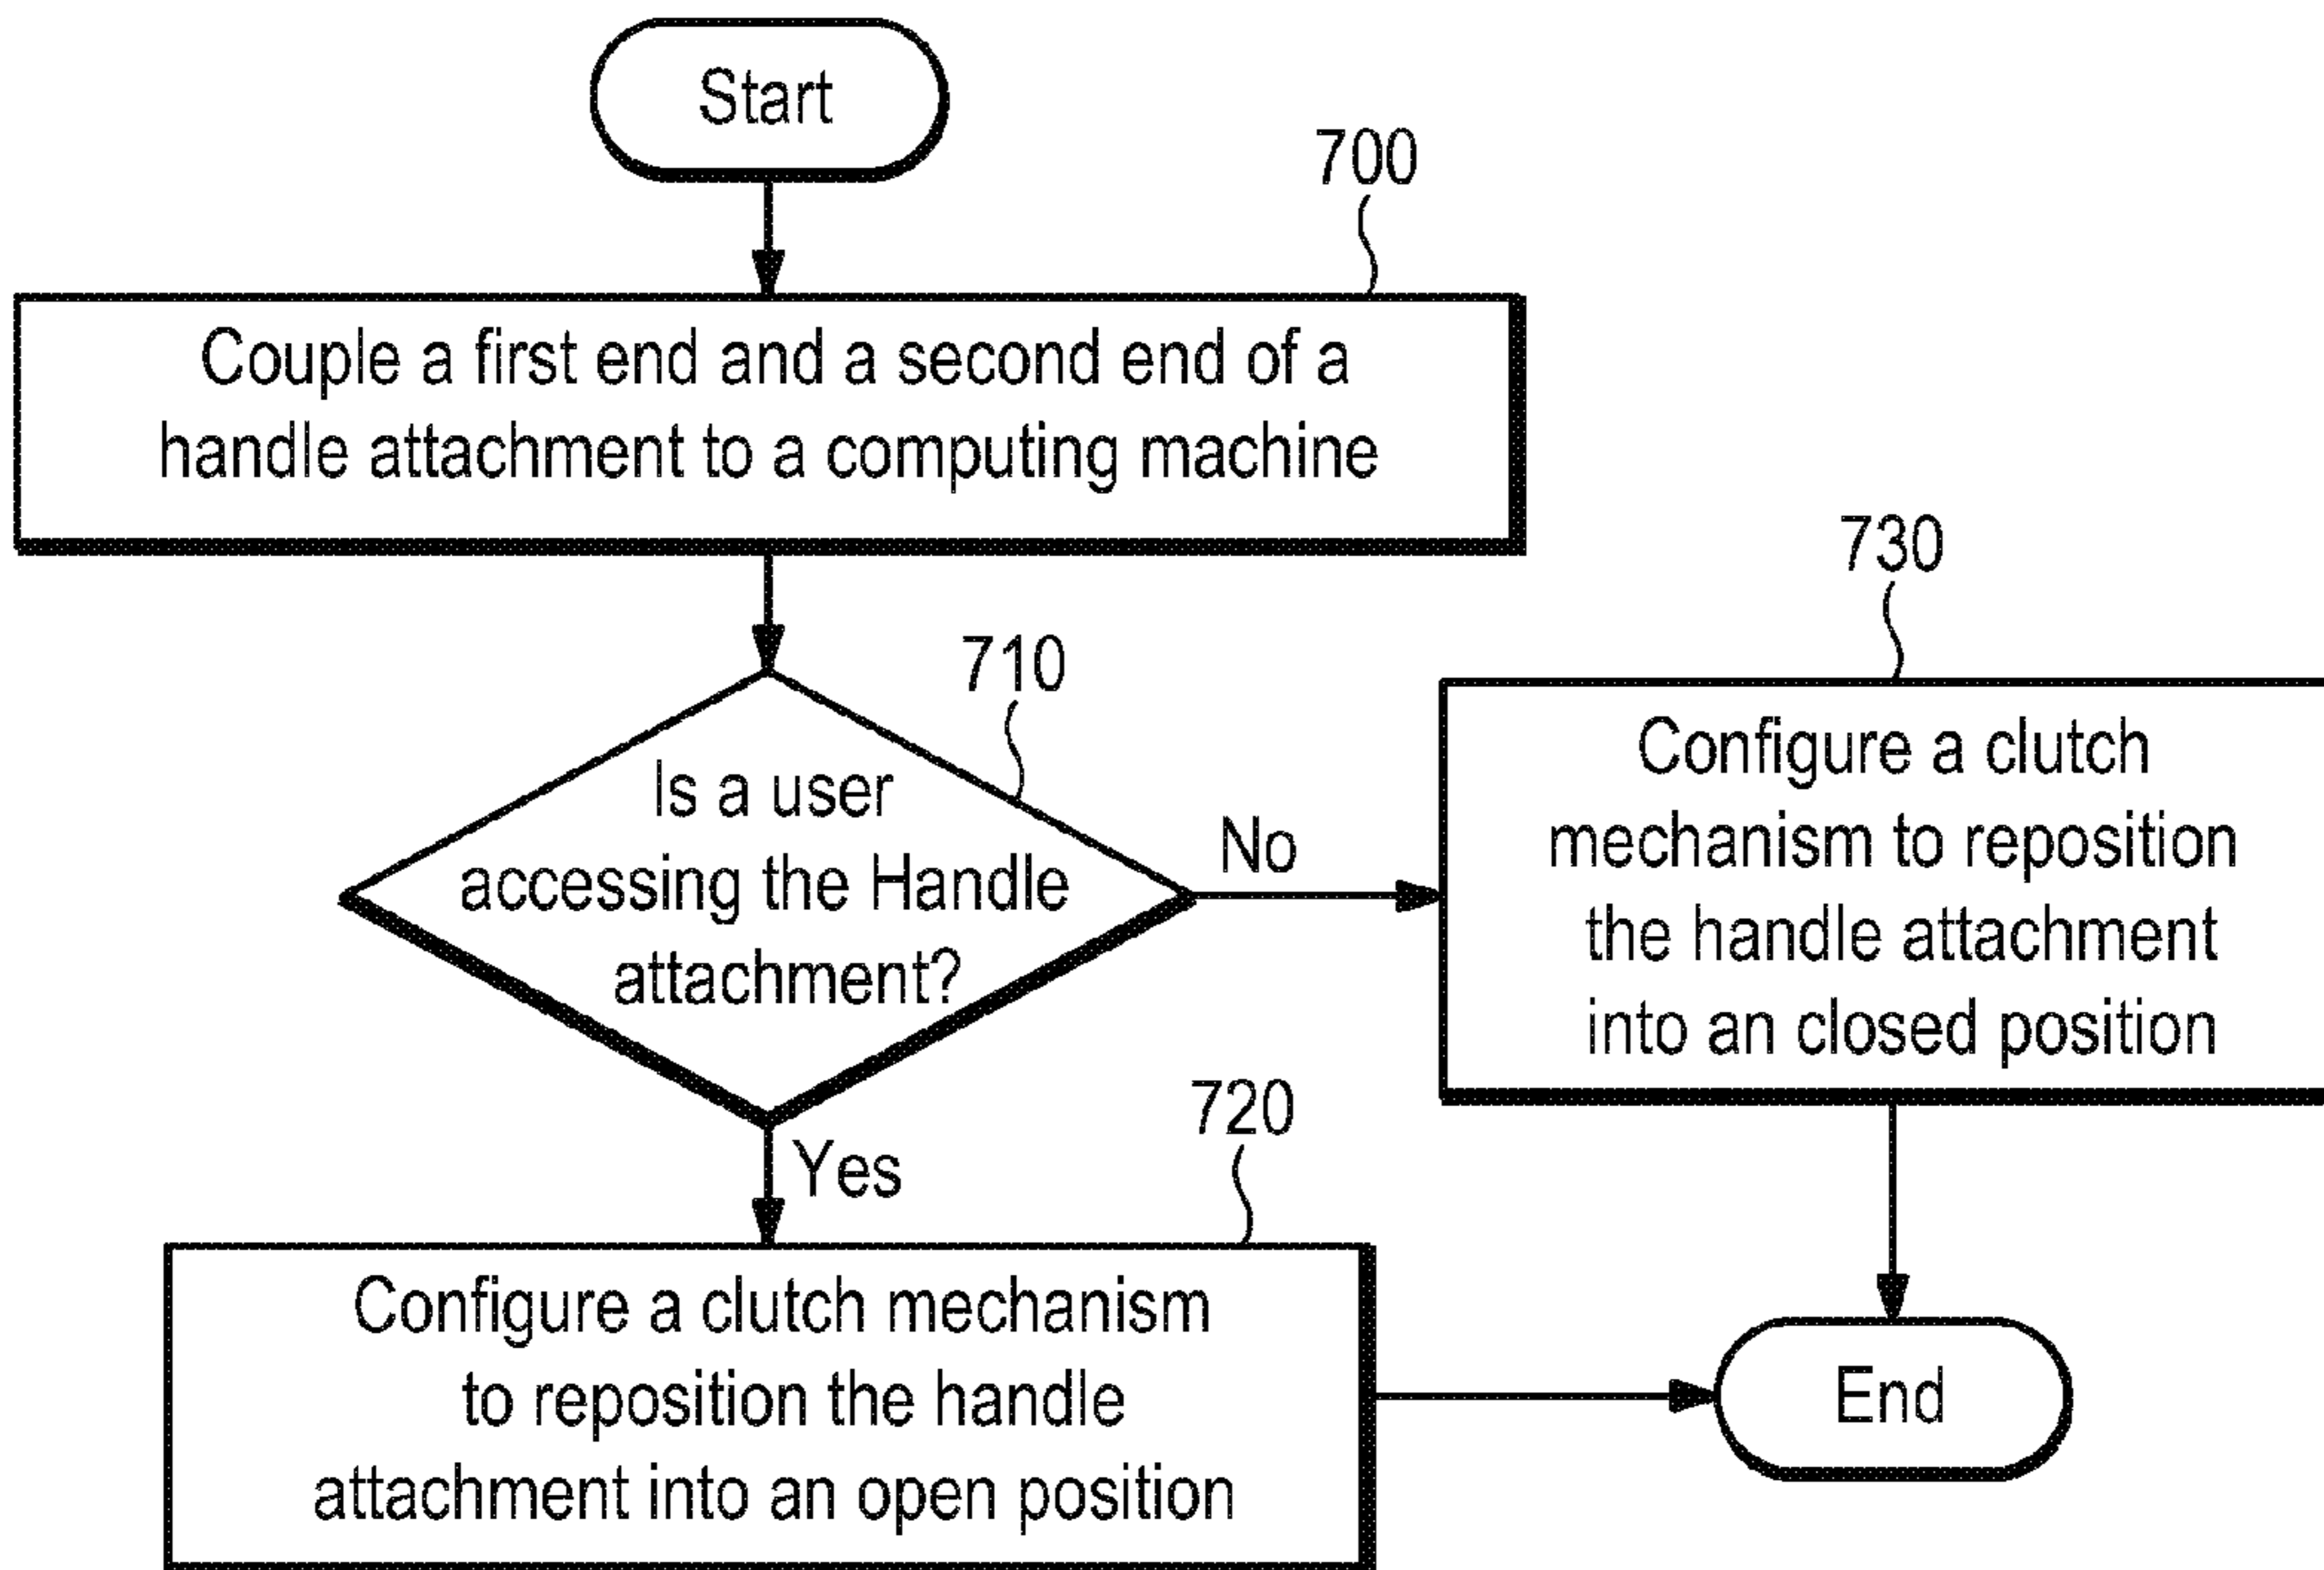 Start
700
Couple a first end and a second end of a
handle attachment to a computing machine
710
Is a user
accessing the Handle
attachment?
No
730
Configure a clutch
mechanism to reposition
the handle attachment
into an closed position
Yes
720
Configure a clutch mechanism
to reposition the handle
attachment into an open position
End